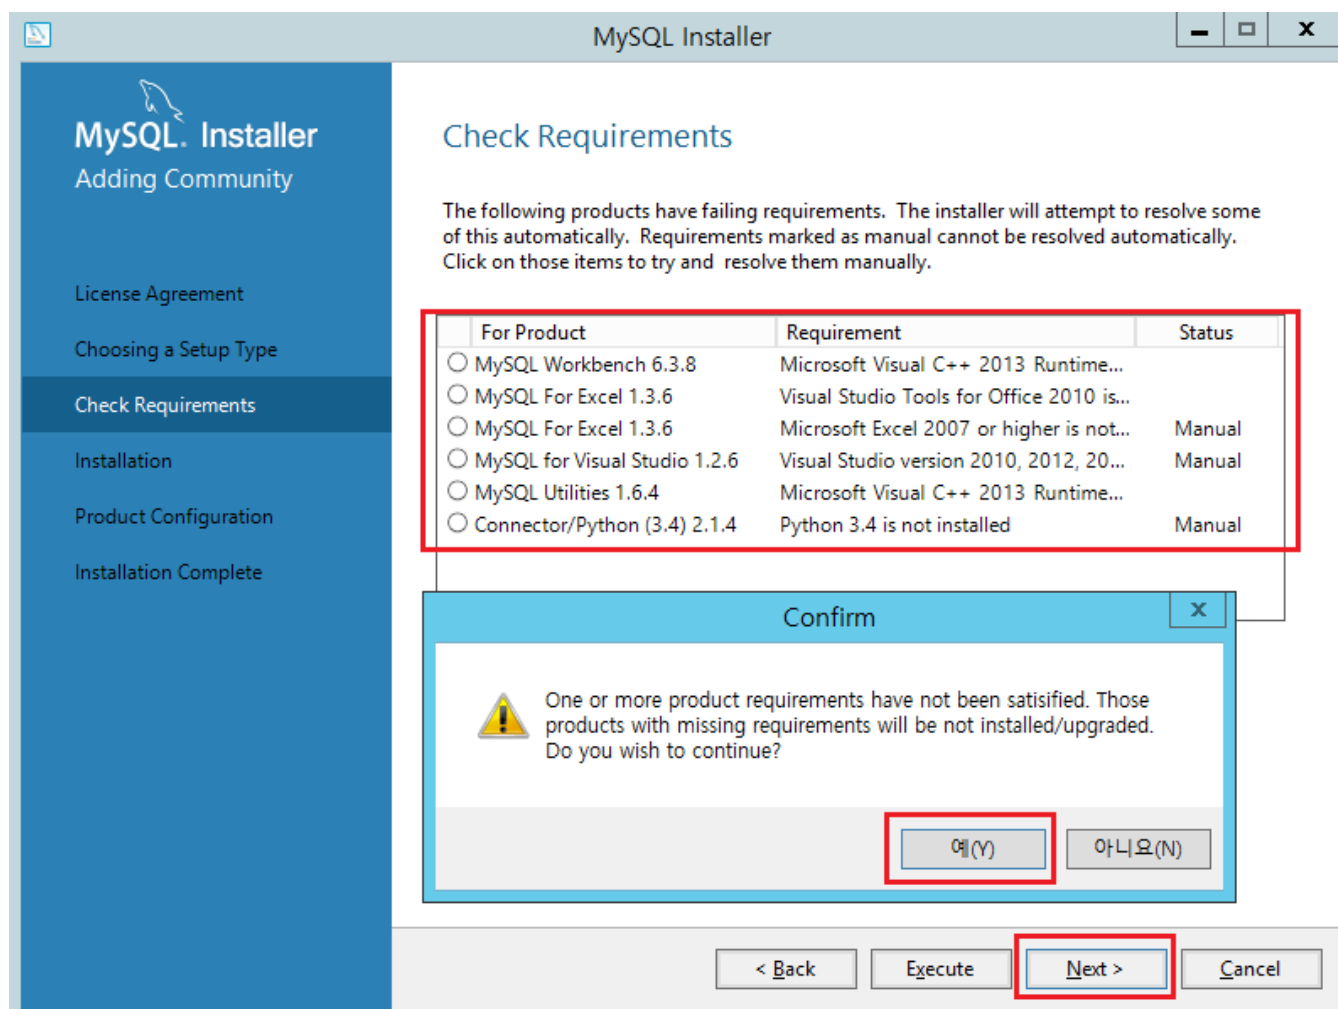 MySQL Installer
MySQL. Installer
Adding Community
License Agreement
Choosing a Setup Type
Check Requirements
Installation
Product Configuration
Installation Complete
Check Requirements
The following products have failing requirements. The installer will attempt to resolve some
of this automatically. Requirements marked as manual cannot be resolved automatically.
Click on those items to try and resolve them manually.
For Product Requirement Status
MySQL Workbench 6.3.8 Microsoft Visual C++ 2013 Runtime...
MySQL For Excel 1.3.6 Visual Studio Tools for Office 2010 is...
MySQL For Excel 1.3.6 Microsoft Excel 2007 or higher is not... Manual
MySQL for Visual Studio 1.2.6 Visual Studio version 2010, 2012, 20... Manual
MySQL Utilities 1.6.4 Microsoft Visual C++ 2013 Runtime...
Connector/Python (3.4) 2.1.4 Python 3.4 is not installed Manual
Confirm
One or more product requirements have not been satisified. Those
products with missing requirements will be not installed/upgraded.
Do you wish to continue?
예(Y) 아니요(N)
< Back Execute Next > Cancel